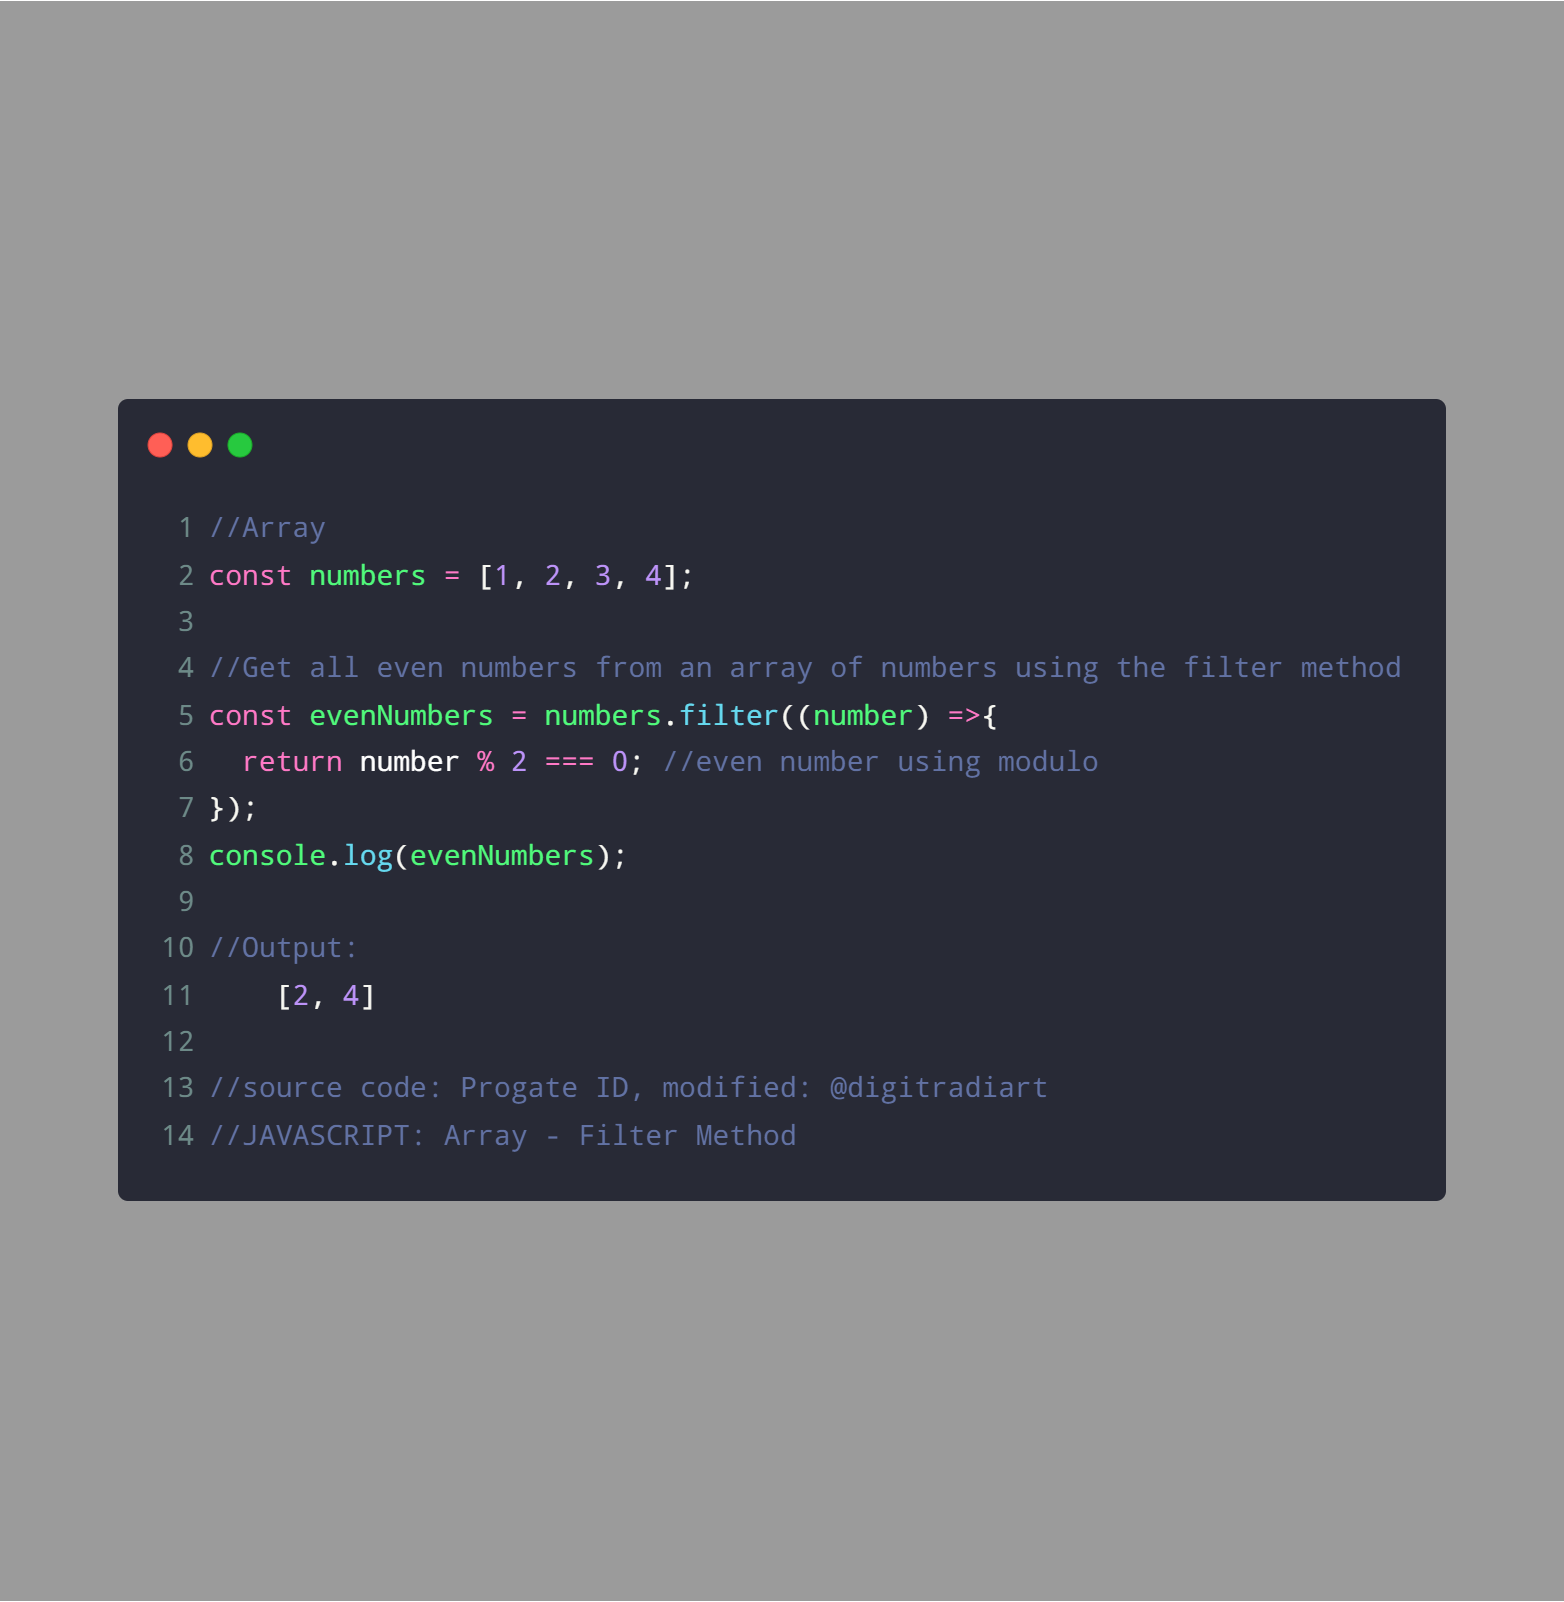 1 //Array
2 const numbers = [1, 2, 3, 4];
3
4 //Get all even numbers from an array of numbers using the filter method
5 const evenNumbers = numbers.filter((number) =>{
6   return number % 2 === 0; //even number using modulo
7 });
8 console.log(evenNumbers);
9
10 //Output:
11     [2, 4]
12
13 //source code: Progate ID, modified: @digitradiart
14 //JAVASCRIPT: Array - Filter Method